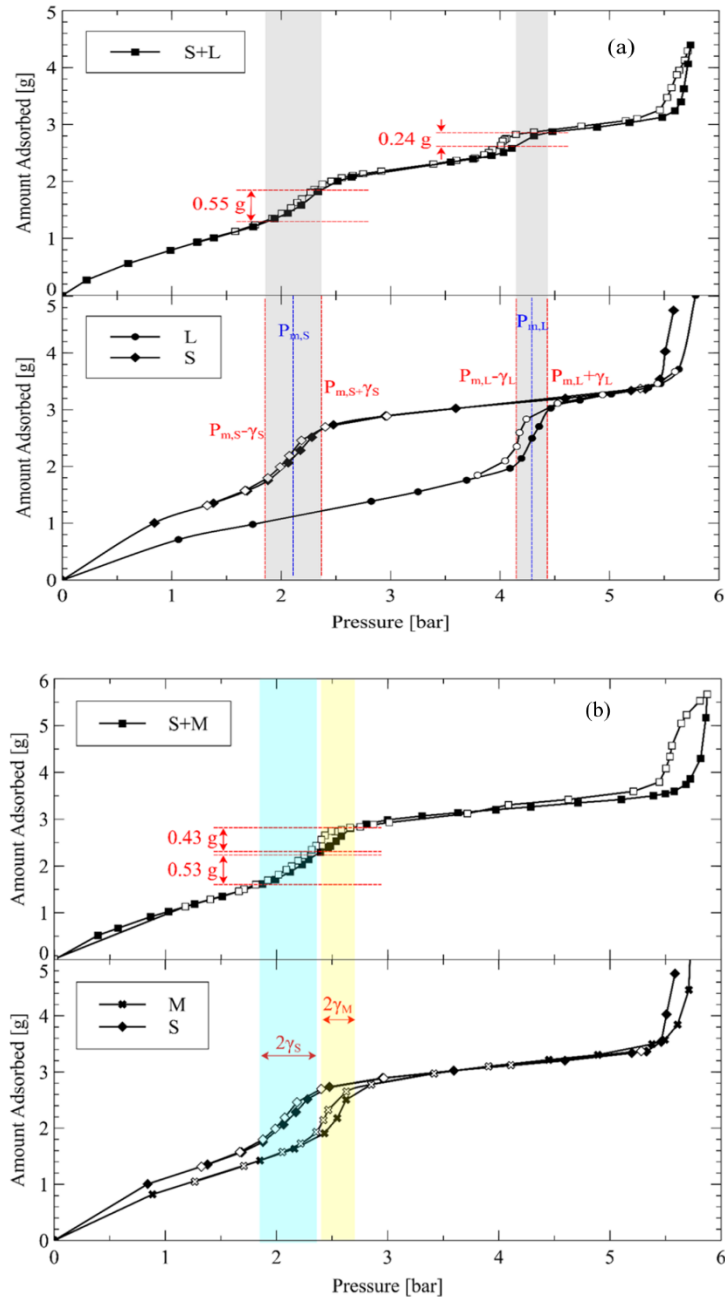 (a)
S+L
5
4
3
2
1
0
Amount Adsorbed [g]
0.24 g
0.55 g
L
S
5
4
3
2
1
0
Amount Adsorbed [g]
Pm,S
Pm,S-γS
Pm,S+γS
Pm,L
Pm,L-γL
Pm,L+γL
0 1 2 3 4 5 6
Pressure [bar]
(b)
S+M
6
5
4
3
2
1
0
Amount Adsorbed [g]
0.43 g
0.53 g
M
S
5
4
3
2
1
0
Amount Adsorbed [g]
2γM
2γS
0 1 2 3 4 5 6
Pressure [bar]